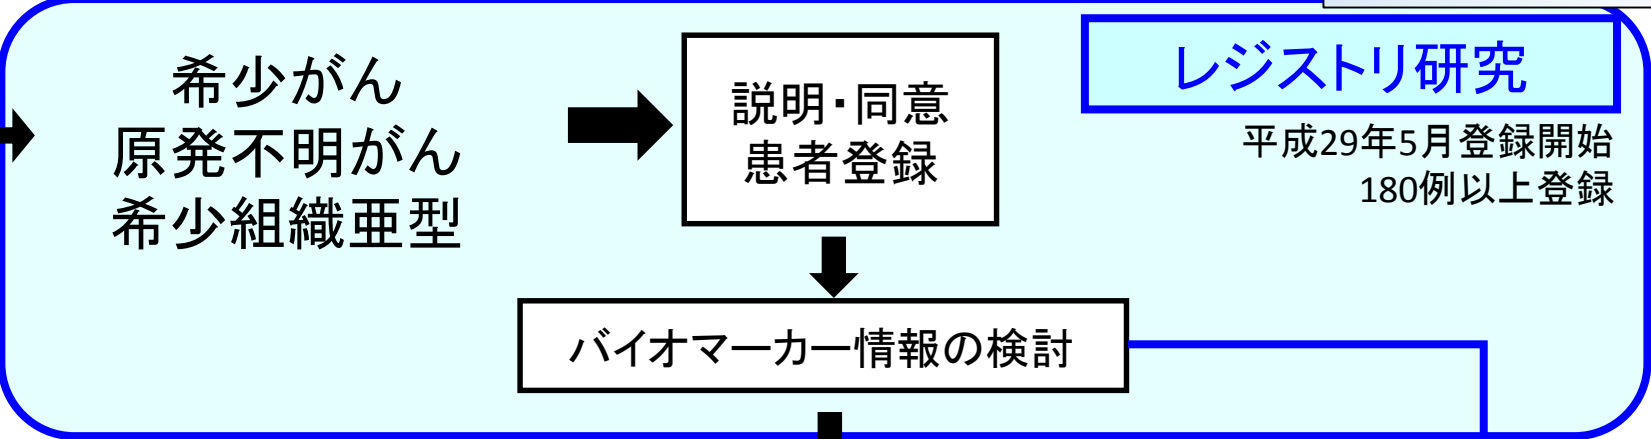 希少がん
原発不明がん
希少組織亜型
説明・同意
患者登録
レジストリ研究
平成29年5月登録開始
180例以上登録
バイオマーカー情報の検討